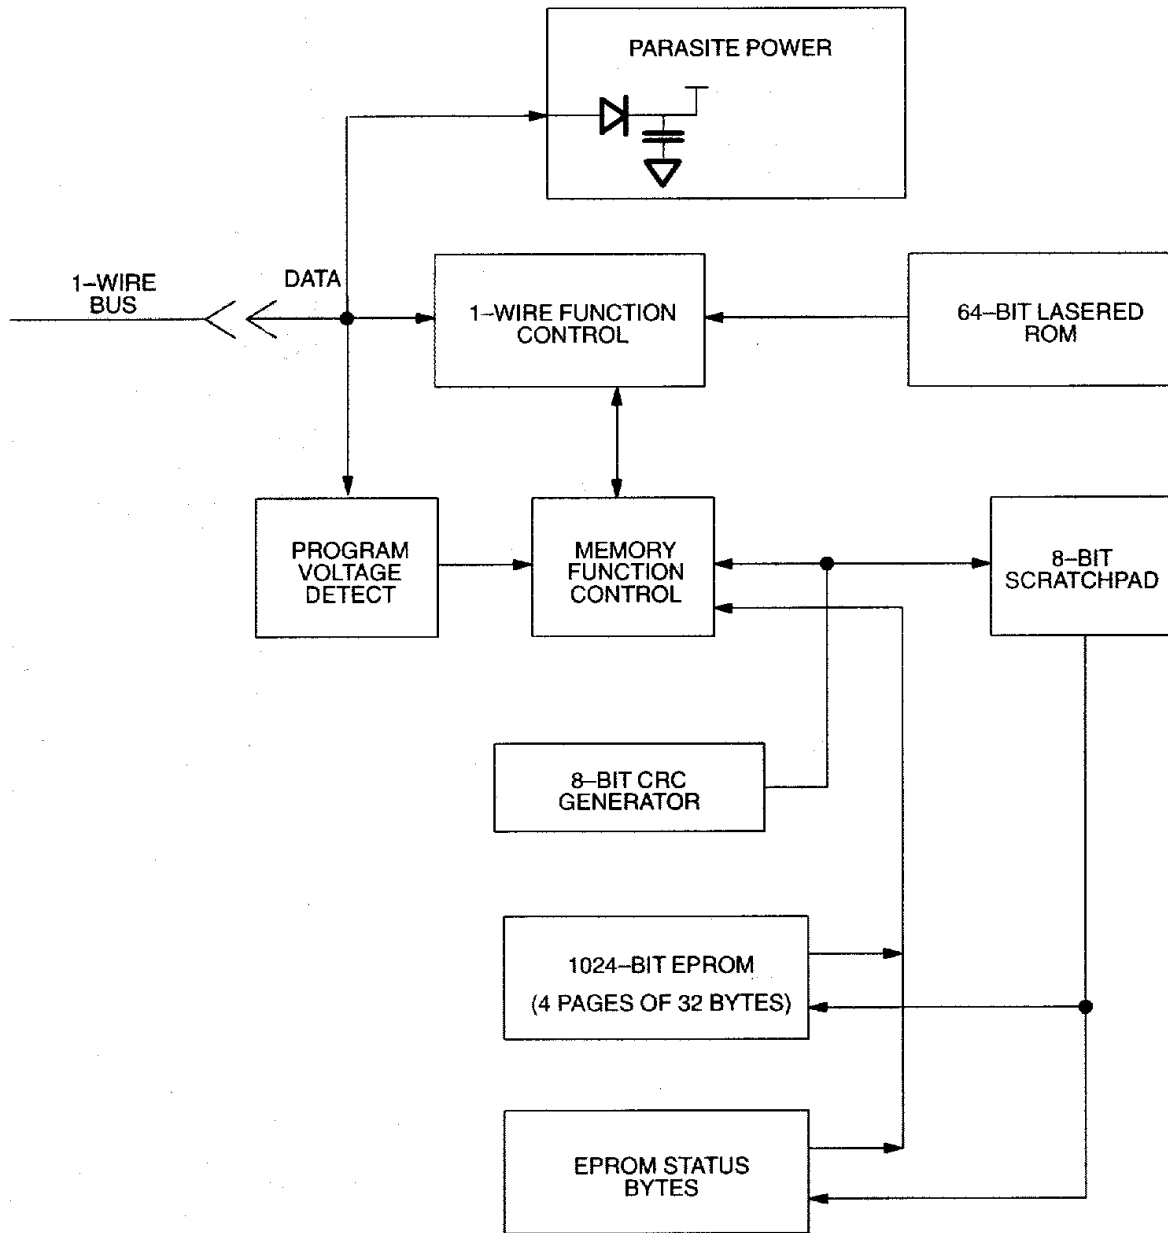 PARASITE POWER
1–WIRE
BUS
DATA
1–WIRE FUNCTION
CONTROL
64–BIT LASERED
ROM
PROGRAM
VOLTAGE
DETECT
MEMORY
FUNCTION
CONTROL
8–BIT
SCRATCHPAD
8–BIT CRC
GENERATOR
1024–BIT EPROM
(4 PAGES OF 32 BYTES)
EPROM STATUS
BYTES